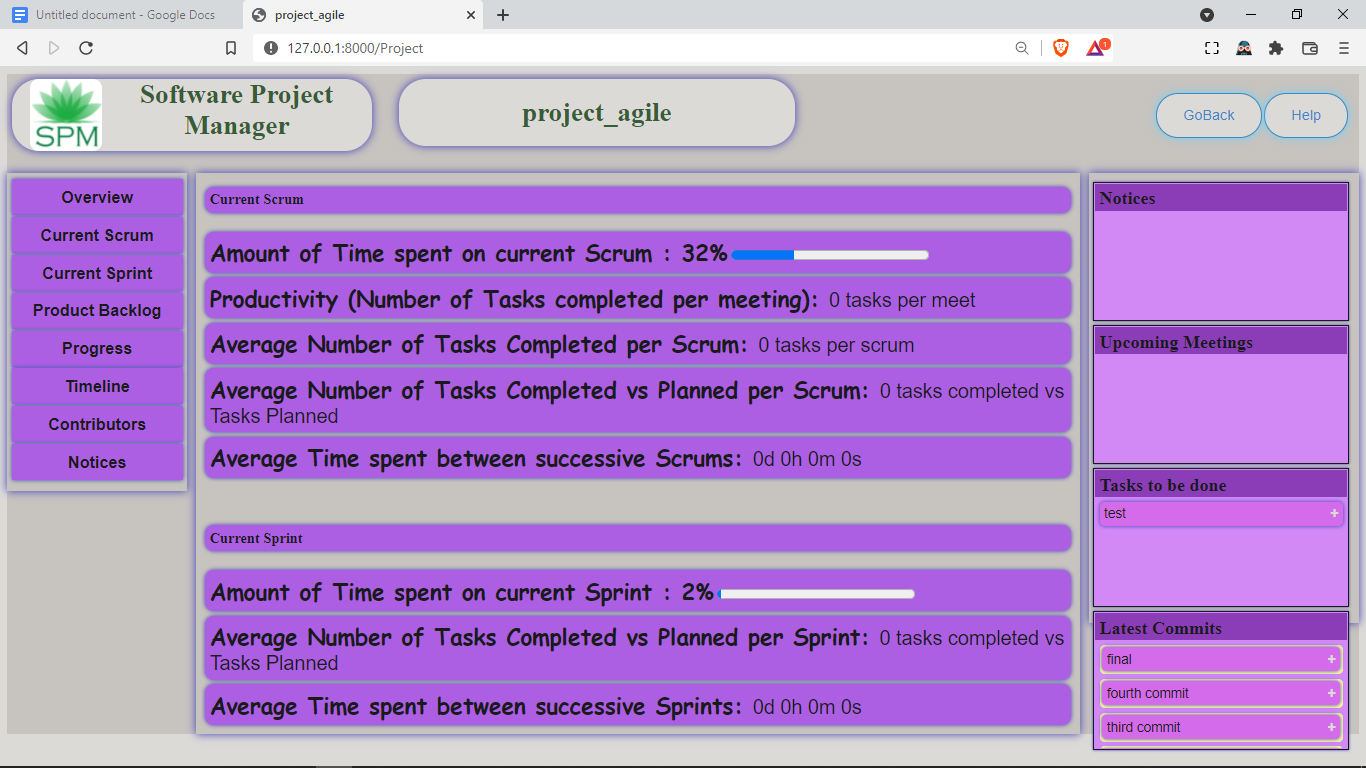 Untitled document - Google Docs
project_agile
127.0.0.1:8000/Project
1
SPM
Software Project
Manager
project_agile
GoBack
Help
Overview
Current Scrum
Current Sprint
Product Backlog
Progress
Timeline
Contributors
Notices
Current Scrum
Amount of Time spent on current Scrum : 32%
Productivity (Number of Tasks completed per meeting): 0 tasks per meet
Average Number of Tasks Completed per Scrum: 0 tasks per scrum
Average Number of Tasks Completed vs Planned per Scrum: 0 tasks completed vs
Tasks Planned
Average Time spent between successive Scrums: 0d 0h 0m 0s
Current Sprint
Amount of Time spent on current Sprint : 2%
Average Number of Tasks Completed vs Planned per Sprint: 0 tasks completed vs
Tasks Planned
Average Time spent between successive Sprints: 0d 0h 0m 0s
Notices
Upcoming Meetings
Tasks to be done
test +
Latest Commits
final +
fourth commit +
third commit +